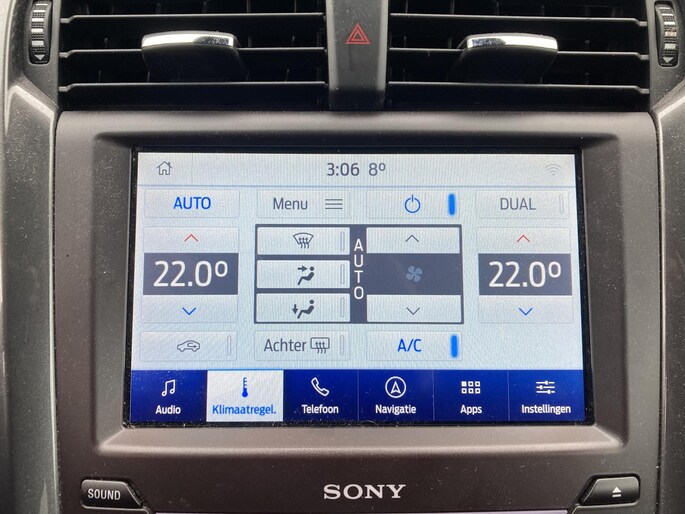 3:06 8º
AUTO Menu DUAL
22.0º AUTO 22.0º
Achter A/C
Audio Klimaatregel. Telefoon Navigatie Apps Instellingen
SOUND SONY